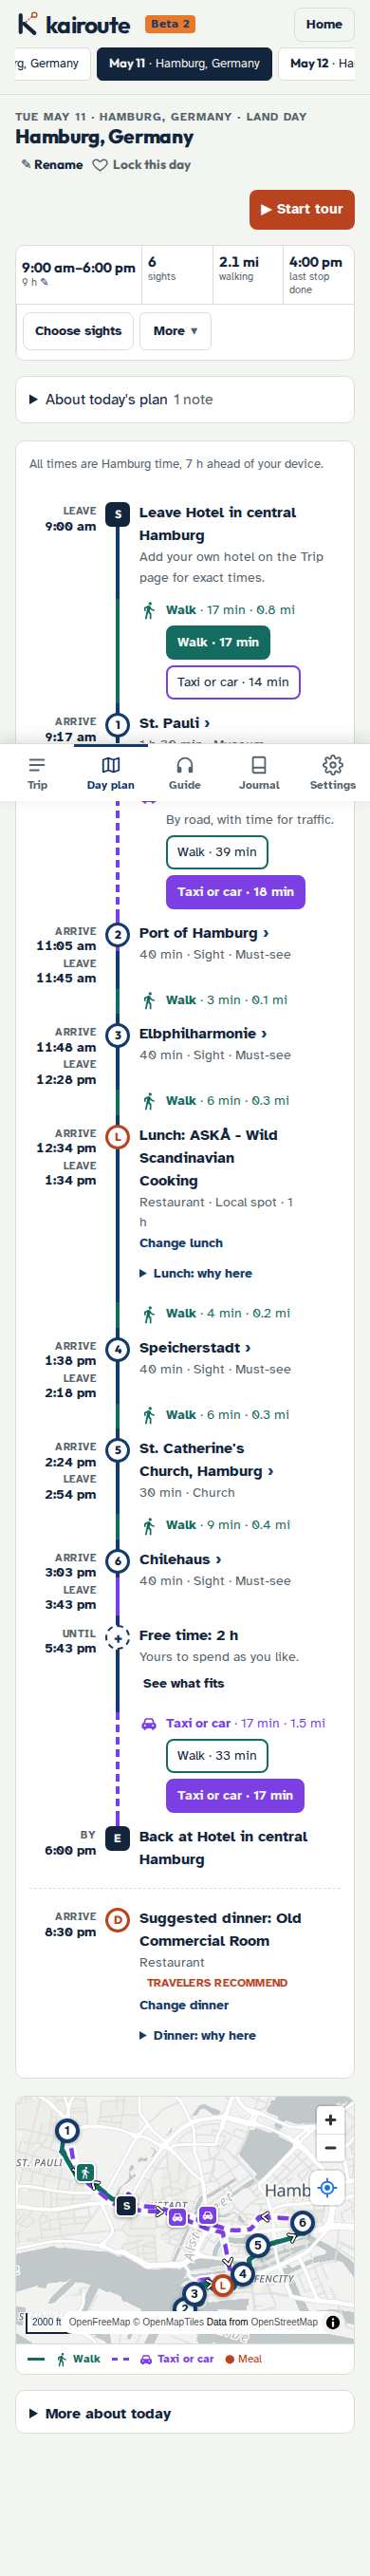 kairoute Beta 2 Home
rg, Germany May 11 · Hamburg, Germany May 12 · Ha
TUE MAY 11 · HAMBURG, GERMANY · LAND DAY
Hamburg, Germany
✎ Rename ♡ Lock this day
▶ Start tour
9:00 am–6:00 pm
9 h ✎
6
sights
2.1 mi
walking
4:00 pm
last stop
done
Choose sights More ▾
▶ About today's plan 1 note
All times are Hamburg time, 7 h ahead of your device.
LEAVE
9:00 am
S
Leave Hotel in central
Hamburg
Add your own hotel on the Trip
page for exact times.
Walk · 17 min · 0.8 mi
Walk · 17 min
Taxi or car · 14 min
ARRIVE
9:17 am
1
St. Pauli ›
Trip Day plan Guide Journal Settings
By road, with time for traffic.
Walk · 39 min
Taxi or car · 18 min
ARRIVE
11:05 am
LEAVE
11:45 am
2
Port of Hamburg ›
40 min · Sight · Must-see
Walk · 3 min · 0.1 mi
ARRIVE
11:48 am
LEAVE
12:28 pm
3
Elbphilharmonie ›
40 min · Sight · Must-see
Walk · 6 min · 0.3 mi
ARRIVE
12:34 pm
LEAVE
1:34 pm
L
Lunch: ASKÅ - Wild
Scandinavian
Cooking
Restaurant · Local spot · 1
h
Change lunch
▶ Lunch: why here
Walk · 4 min · 0.2 mi
ARRIVE
1:38 pm
LEAVE
2:18 pm
4
Speicherstadt ›
40 min · Sight · Must-see
Walk · 6 min · 0.3 mi
ARRIVE
2:24 pm
LEAVE
2:54 pm
5
St. Catherine's
Church, Hamburg ›
30 min · Church
Walk · 9 min · 0.4 mi
ARRIVE
3:03 pm
LEAVE
3:43 pm
6
Chilehaus ›
40 min · Sight · Must-see
UNTIL
5:43 pm
+
Free time: 2 h
Yours to spend as you like.
See what fits
Taxi or car · 17 min · 1.5 mi
Walk · 33 min
Taxi or car · 17 min
BY
6:00 pm
E
Back at Hotel in central
Hamburg
ARRIVE
8:30 pm
D
Suggested dinner: Old
Commercial Room
Restaurant
TRAVELERS RECOMMEND
Change dinner
▶ Dinner: why here
1
+
−
ST. PAULI
S
Hamb
6
5
4
FENCITY
L
3
2
2000 ft OpenFreeMap © OpenMapTiles Data from OpenStreetMap
Walk Taxi or car Meal
▶ More about today